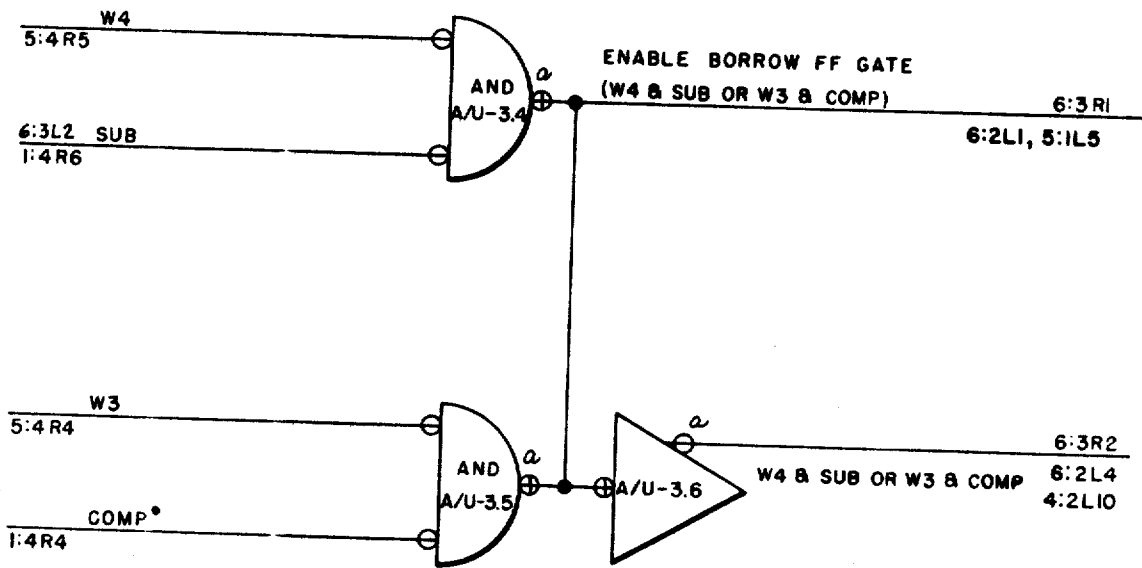 W4
5:4R5
AND
A/U-3.4
a
ENABLE BORROW FF GATE
(W4 & SUB OR W3 & COMP)
6:3R1
6:2L1, 5:1L5
6:3L2 SUB
1:4R6
W3
5:4R4
AND
A/U-3.5
a
COMP•
1:4R4
A/U-3.6
a
6:3R2
W4 & SUB OR W3 & COMP
6:2L4
4:2L10